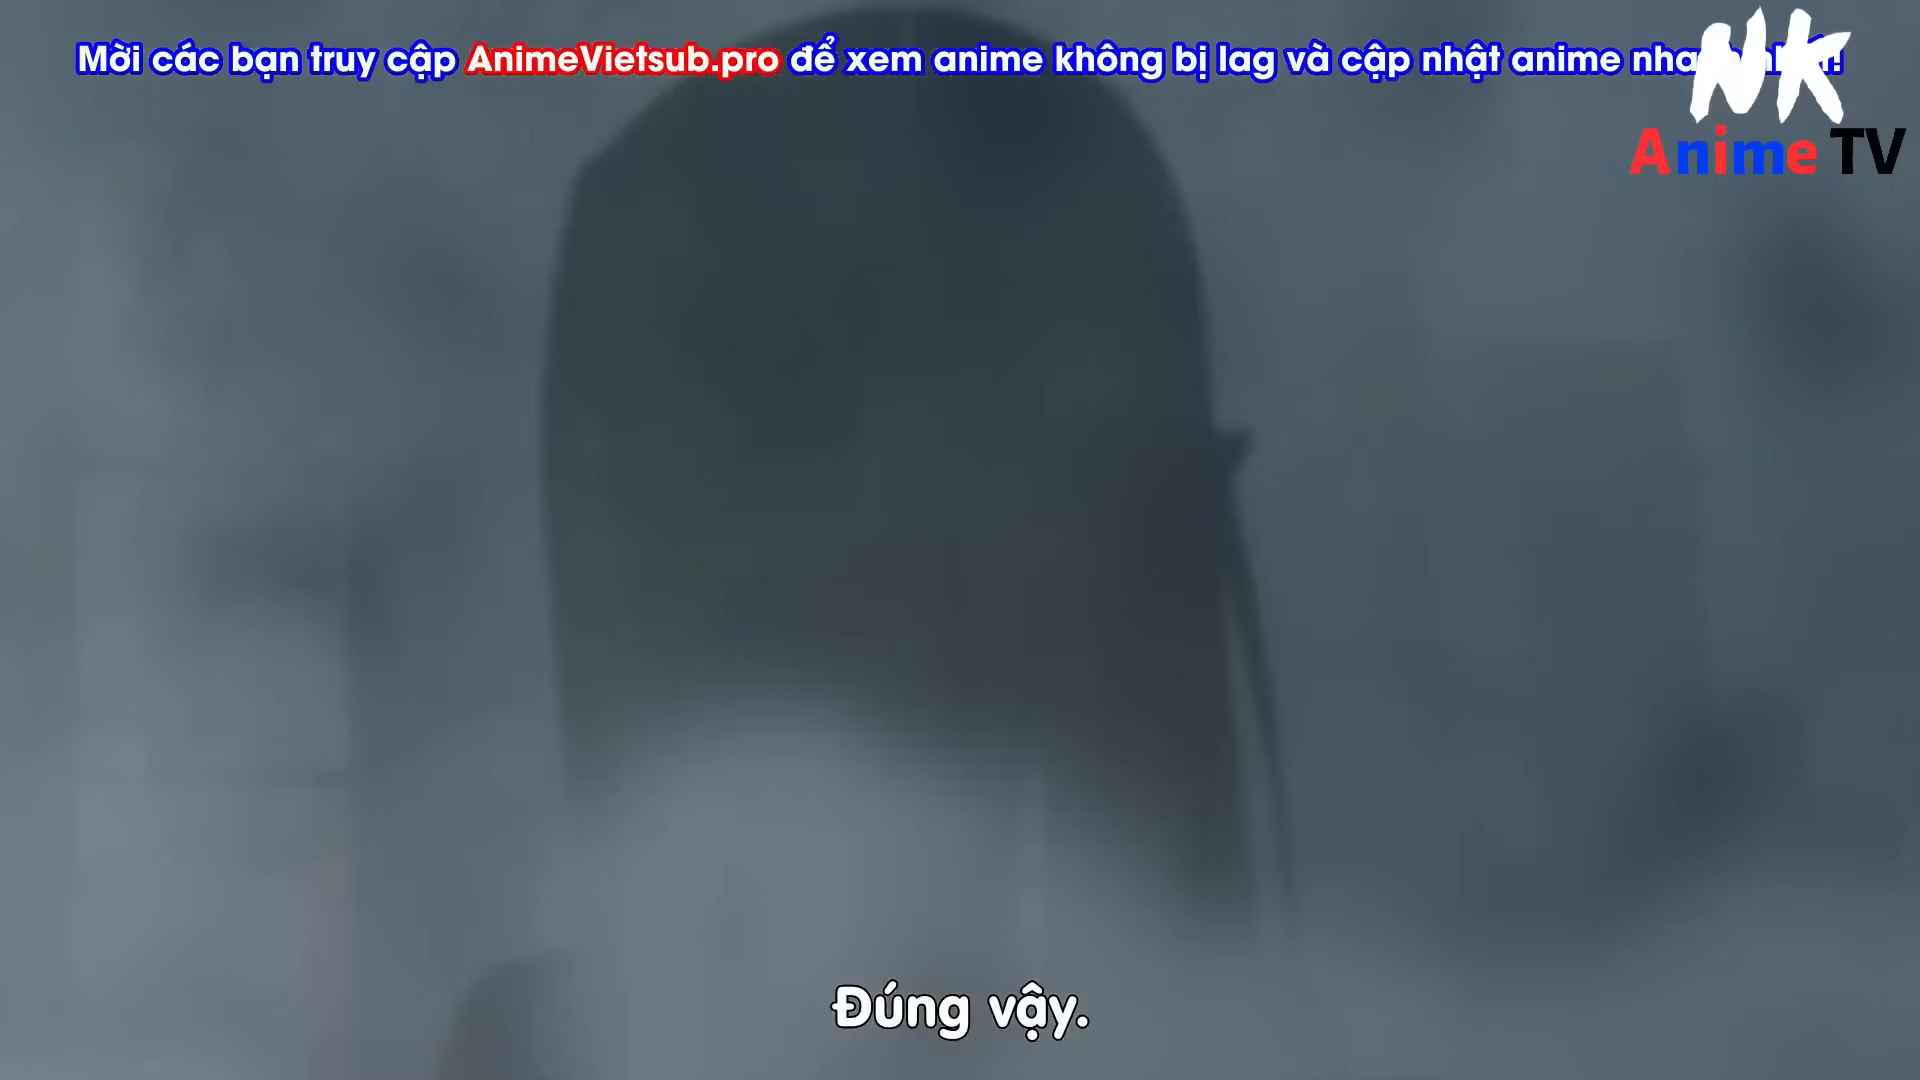 Mời các bạn truy cập AnimeVietsub.pro để xem anime không bị lag và cập nhật anime
NK
Anime TV
Đúng vậy.